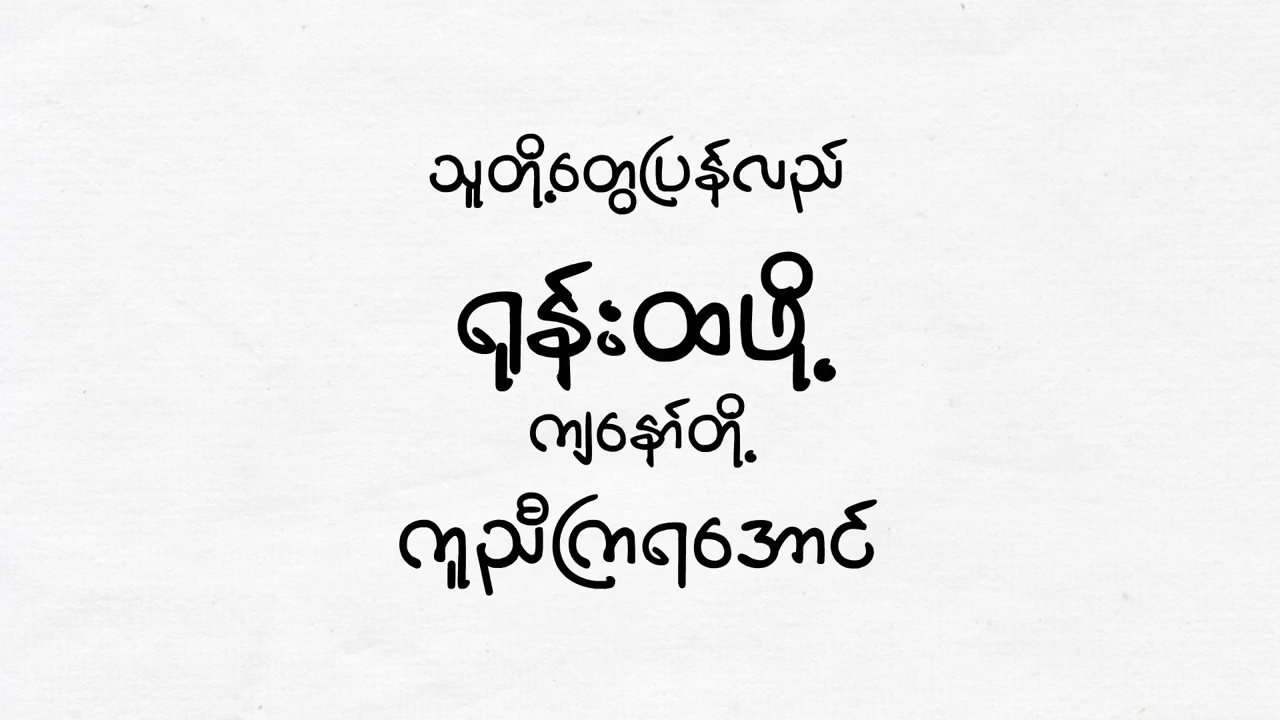 သူတို့တွေပြန်လည်
ရုန်းထဖို့
ကျနော်တို့
ကူညီကြရအောင်